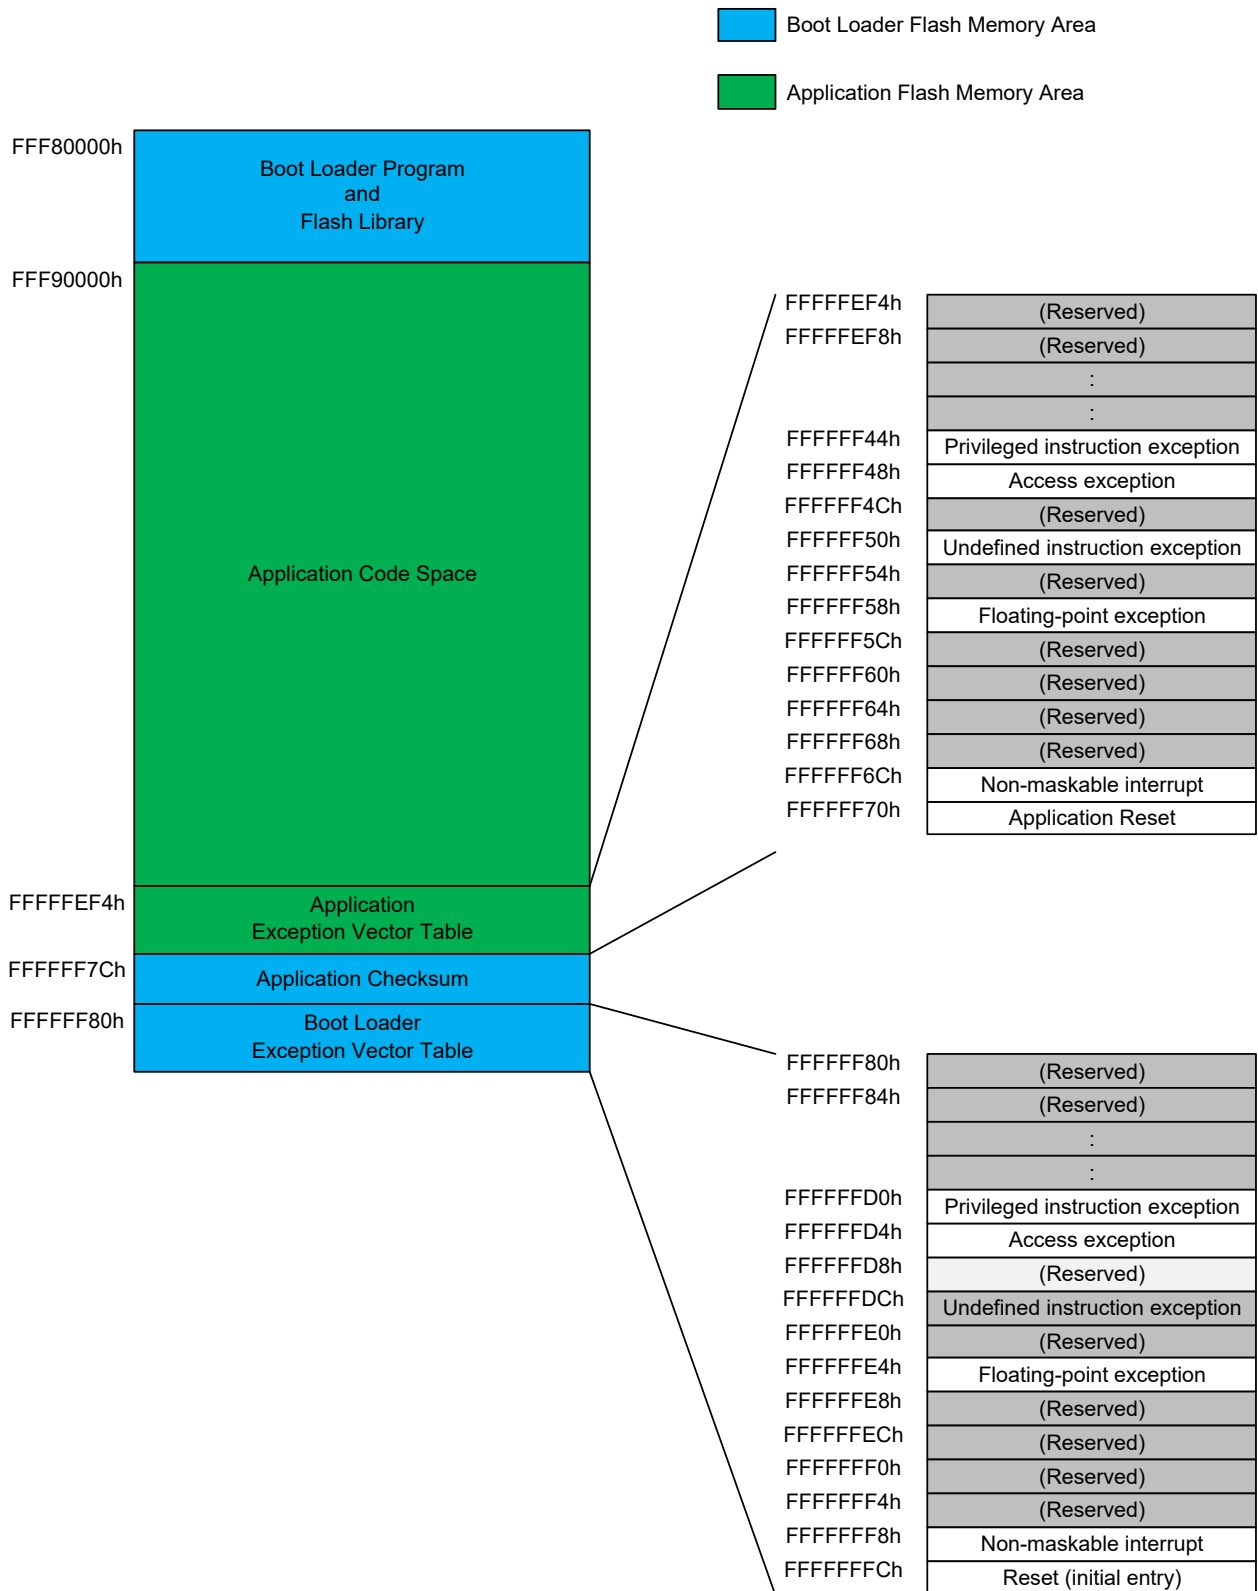 Boot Loader Flash Memory Area
Application Flash Memory Area
FFF80000h
Boot Loader Program
and
Flash Library
FFF90000h
Application Code Space
FFFFFEF4h
Application
Exception Vector Table
FFFFFF7Ch
Application Checksum
FFFFFF80h
Boot Loader
Exception Vector Table
FFFFFEF4h (Reserved)
FFFFFEF8h (Reserved)
:
:
FFFFFF44h Privileged instruction exception
FFFFFF48h Access exception
FFFFFF4Ch (Reserved)
FFFFFF50h Undefined instruction exception
FFFFFF54h (Reserved)
FFFFFF58h Floating-point exception
FFFFFF5Ch (Reserved)
FFFFFF60h (Reserved)
FFFFFF64h (Reserved)
FFFFFF68h (Reserved)
FFFFFF6Ch Non-maskable interrupt
FFFFFF70h Application Reset
FFFFFF80h (Reserved)
FFFFFF84h (Reserved)
:
:
FFFFFFD0h Privileged instruction exception
FFFFFFD4h Access exception
FFFFFFD8h (Reserved)
FFFFFFDCh Undefined instruction exception
FFFFFFE0h (Reserved)
FFFFFFE4h Floating-point exception
FFFFFFE8h (Reserved)
FFFFFFECh (Reserved)
FFFFFFF0h (Reserved)
FFFFFFF4h (Reserved)
FFFFFFF8h Non-maskable interrupt
FFFFFFFCh Reset (initial entry)